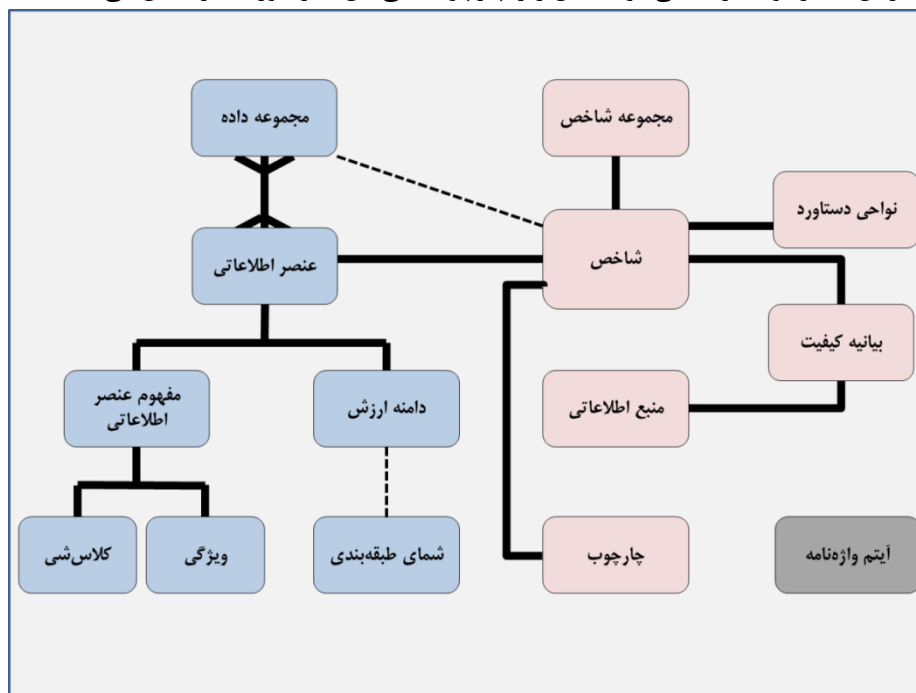 مجموعه شاخص
مجموعه داده
نواحی دستاورد
شاخص
عنصر اطلاعاتی
بیانیه کیفیت
منبع اطلاعاتی
دامنه ارزش
مفهوم عنصر
اطلاعاتی
آیتم واژه‌نامه
چارچوب
شمای طبقه‌بندی
ویژگی
کلاس‌شی